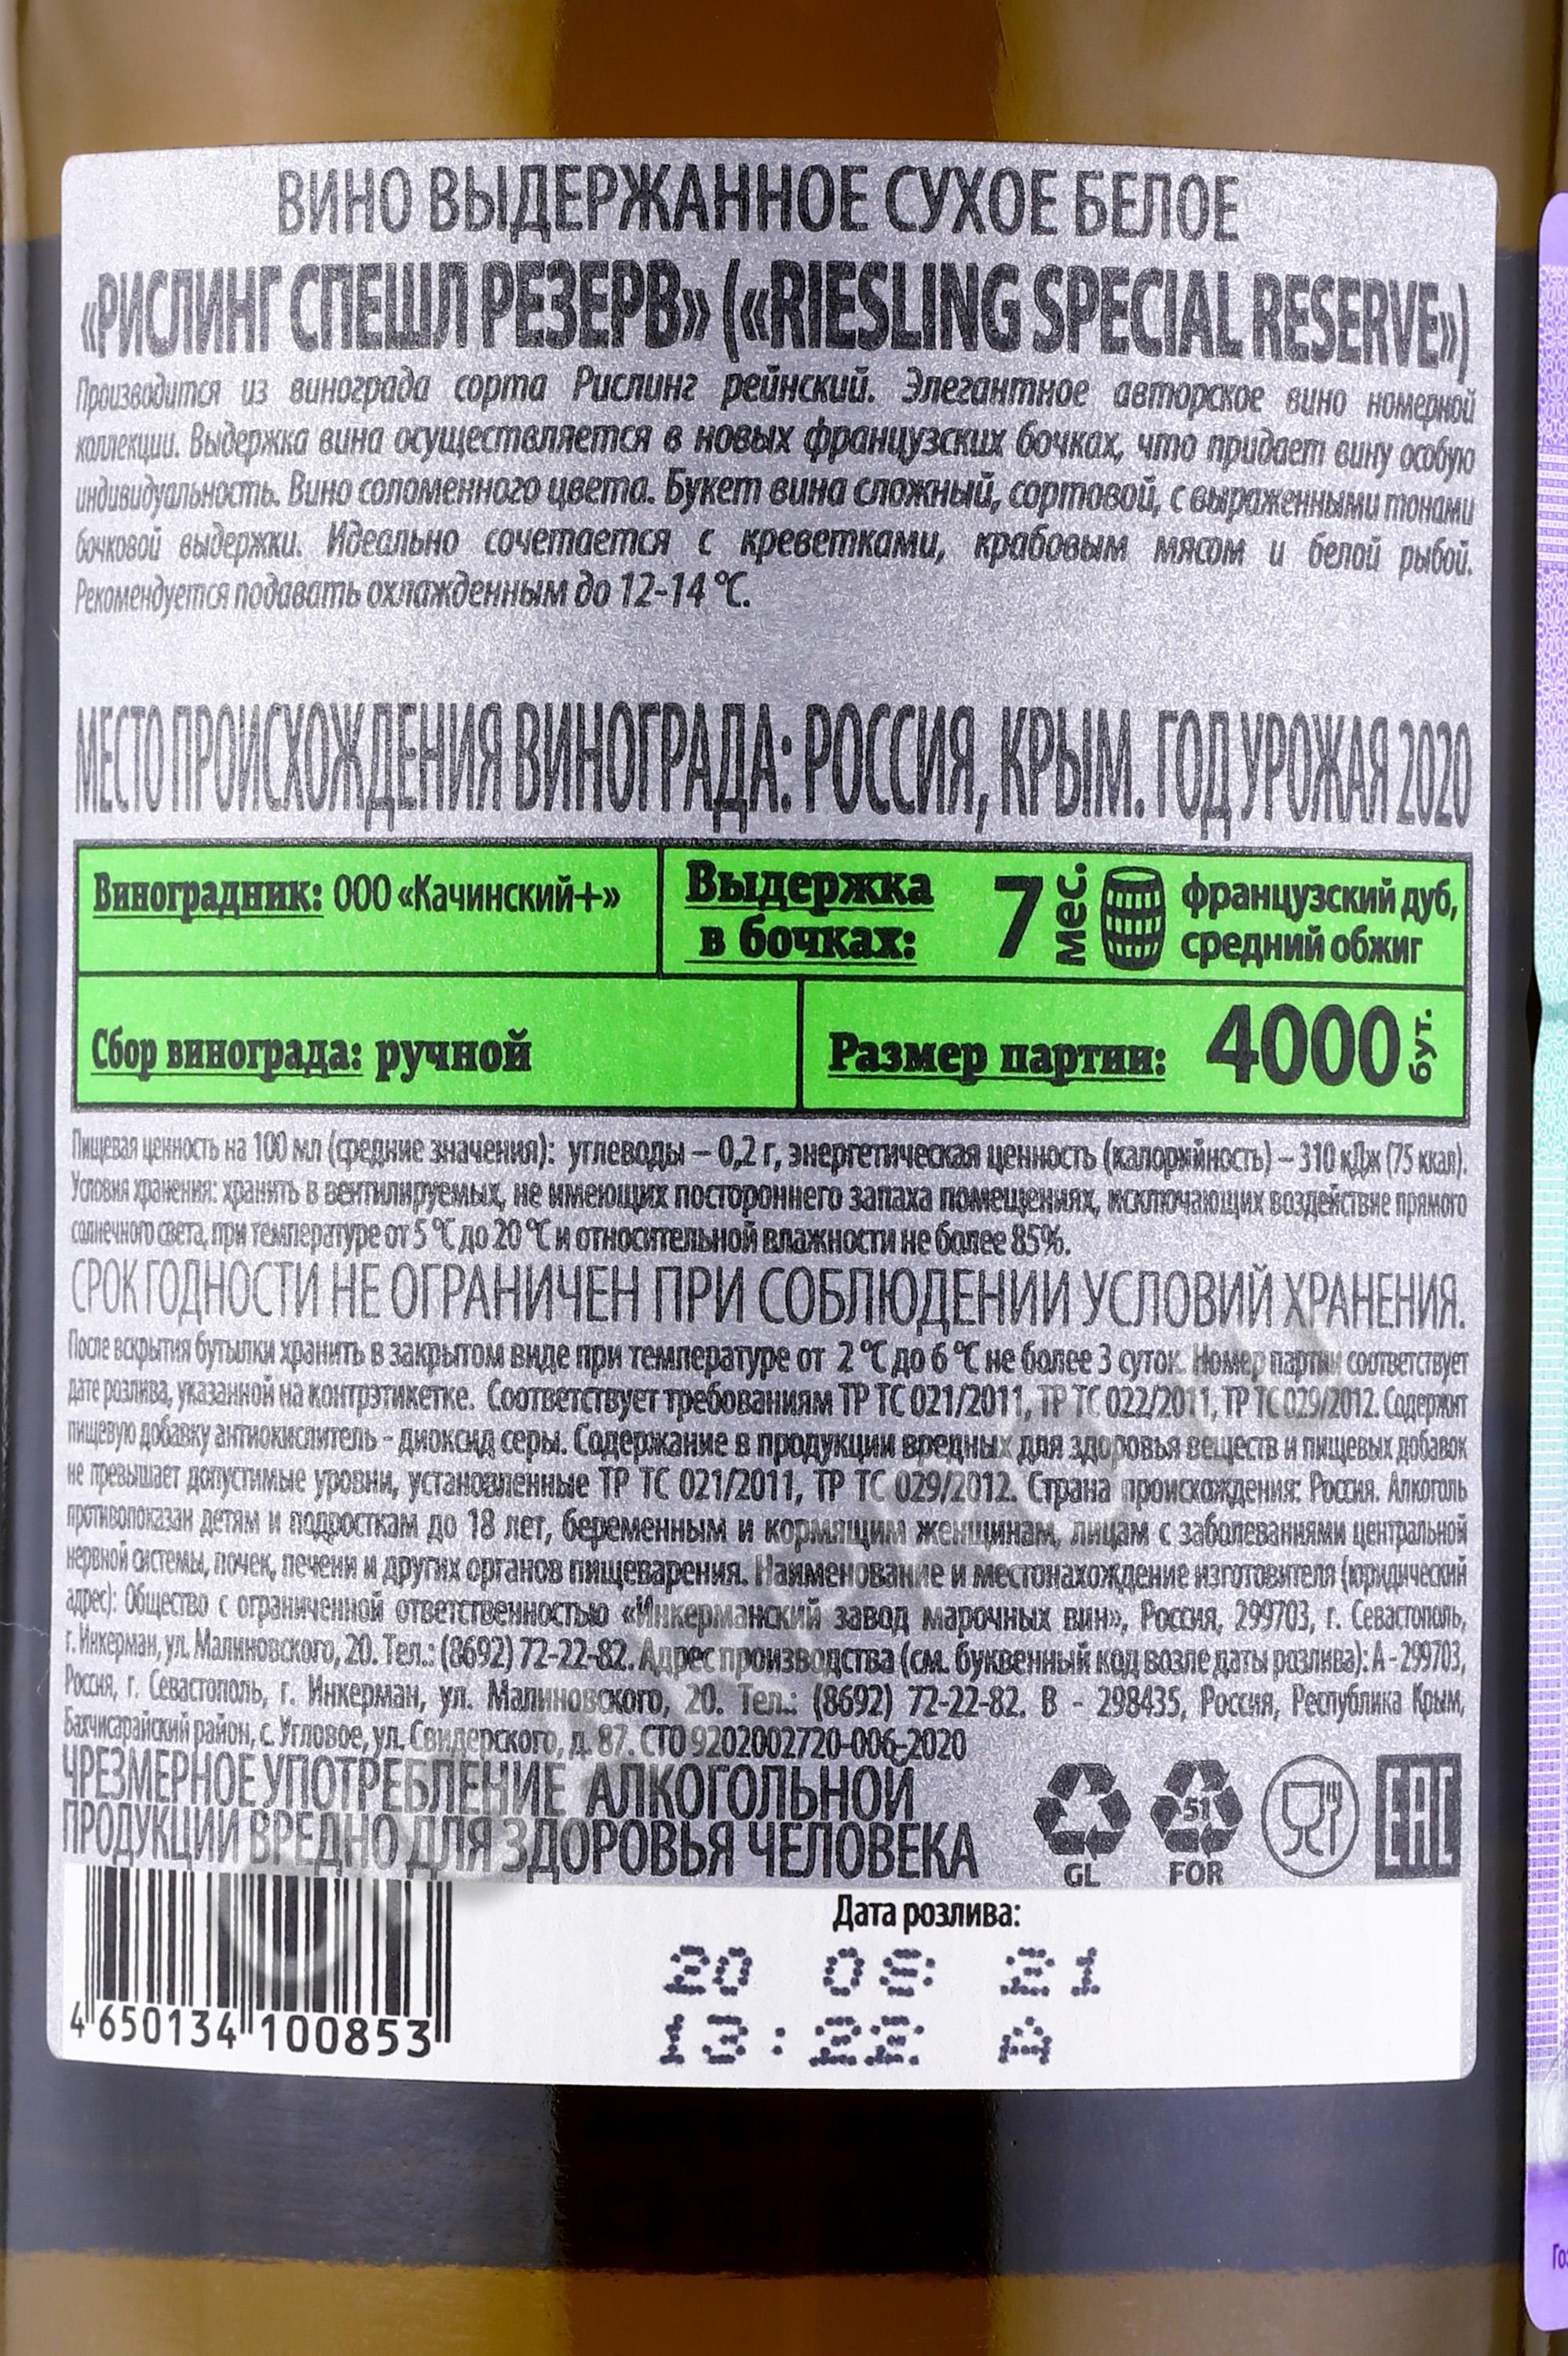 ВИНО ВЫДЕРЖАННОЕ СУХОЕ БЕЛОЕ
«РИСЛИНГ СПЕШЛ РЕЗЕРВ» («RIESLING SPECIAL RESERVE»)
Производится из винограда сорта Рислинг рейнский. Элегантное авторское вино номерной
коллекции. Выдержка вина осуществляется в новых французских бочках, что придает вину особую
индивидуальность. Вино соломенного цвета. Букет вина сложный, сортовой, с выраженными тонами
бочковой выдержки. Идеально сочетается с креветками, крабовым мясом и белой рыбой.
Рекомендуется подавать охлажденным до 12-14 °С.
МЕСТО ПРОИСХОЖДЕНИЯ ВИНОГРАДА: РОССИЯ, КРЫМ. ГОД УРОЖАЯ 2020
Виноградник: ООО «Качинский+»
Выдержка в бочках: 7 мес. французский дуб, средний обжиг
Сбор винограда: ручной
Размер партии: 4000 бут.
Пищевая ценность на 100 мл (средние значения): углеводы – 0,2 г, энергетическая ценность (калорийность) – 310 кДж (75 ккал).
Условия хранения: хранить в вентилируемых, не имеющих постороннего запаха помещениях, исключающих воздействие прямого
солнечного света, при температуре от 5 °С до 20 °С и относительной влажности не более 85%.
СРОК ГОДНОСТИ НЕ ОГРАНИЧЕН ПРИ СОБЛЮДЕНИИ УСЛОВИЙ ХРАНЕНИЯ.
После вскрытия бутылки хранить в закрытом виде при температуре от 2 °С до 6 °С не более 3 суток. Номер партии соответствует
дате розлива, указанной на контрэтикетке. Соответствует требованиям ТР ТС 021/2011, ТР ТС 022/2011, ТР ТС 029/2012. Содержит
пищевую добавку антиокислитель - диоксид серы. Содержание в продукции вредных для здоровья веществ и пищевых добавок
не превышает допустимые уровни, установленные ТР ТС 021/2011, ТР ТС 029/2012. Страна происхождения: Россия. Алкоголь
противопоказан детям и подросткам до 18 лет, беременным и кормящим женщинам, лицам с заболеваниями центральной
нервной системы, почек, печени и других органов пищеварения. Наименование и местонахождение изготовителя (юридический
адрес): Общество с ограниченной ответственностью «Инкерманский завод марочных вин», Россия, 299703, г. Севастополь,
г. Инкерман, ул. Малиновского, 20. Тел.: (8692) 72-22-82. Адрес производства (см. буквенный код возле даты розлива): А - 299703,
Россия, г. Севастополь, г. Инкерман, ул. Малиновского, 20. Тел.: (8692) 72-22-82. В - 298435, Россия, Республика Крым,
Бахчисарайский район, с. Угловое, ул. Свидерского, д. 87. СТО 9202002720-006-2020
ЧРЕЗМЕРНОЕ УПОТРЕБЛЕНИЕ АЛКОГОЛЬНОЙ
ПРОДУКЦИИ ВРЕДНО ДЛЯ ЗДОРОВЬЯ ЧЕЛОВЕКА
GL
51
FOR
EAC
Дата розлива:
20 08 21
13:22 A
4 650134 100853